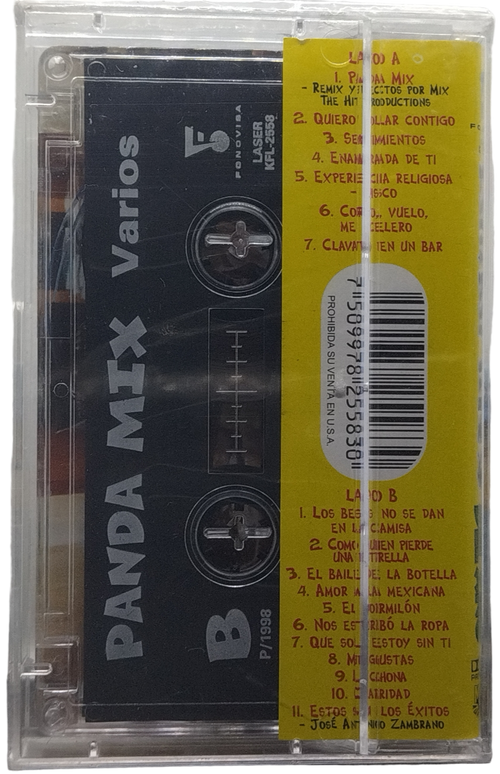 PANDA MIX Varios
B
P/1998
FONOVISA
LASER
KFL-2558
LADO A
1. PANDA MIX
- REMIX Y EFECTOS POR MIX
THE HIT PRODUCTIONS
2. QUIERO VOLAR CONTIGO
3. SENTIMIENTOS
4. ENAMORADA DE TI
5. EXPERIENCIA RELIGIOSA
- DISCO
6. CORRO, VUELO,
ME ACELERO
7. CLAVADO EN UN BAR
PROHIBIDA SU VENTA EN U.S.A.
LADO B
1. LOS BESOS NO SE DAN
EN LA CAMISA
2. COMO QUIEN PIERDE
UNA ESTRELLA
3. EL BAILE DE LA BOTELLA
4. AMOR A LA MEXICANA
5. EL DORMILÓN
6. NOS ESTORBÓ LA ROPA
7. QUE SOLO ESTOY SIN TI
8. ME GUSTAS
9. LA CHONA
10.
11. ESTOS SON LOS ÉXITOS
- JOSÉ ANTONIO ZAMBRANO